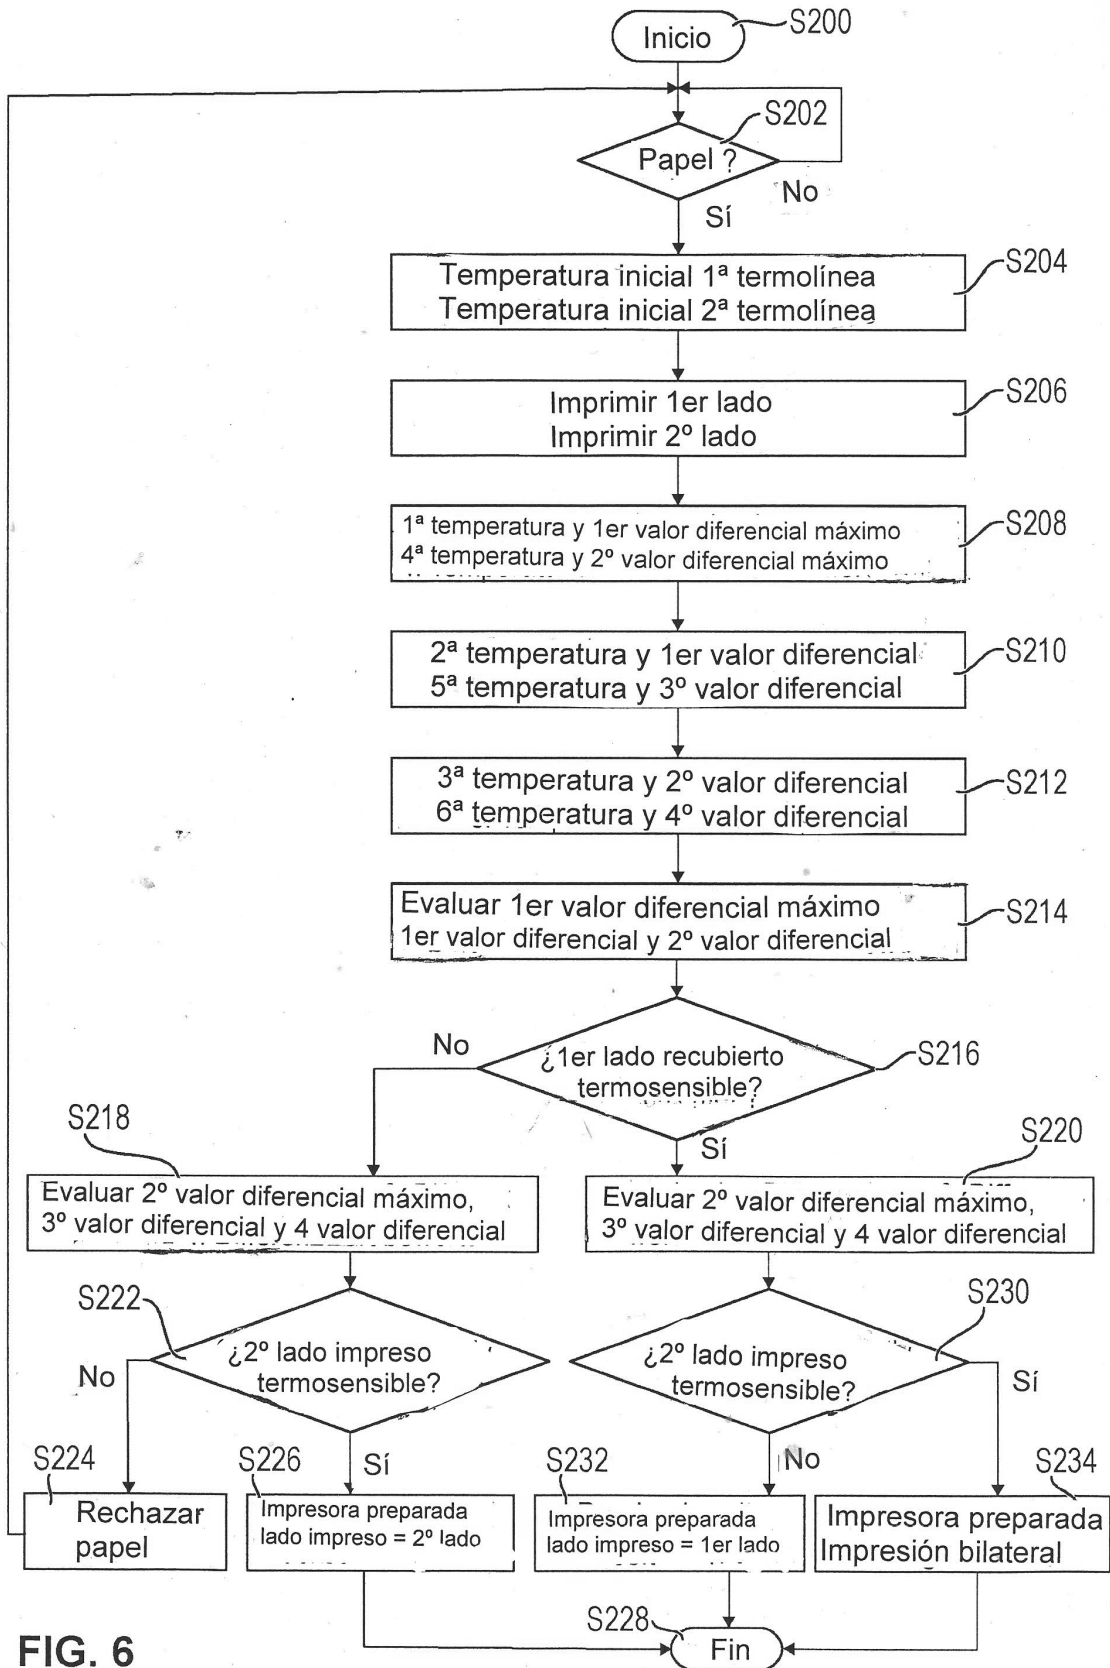 Inicio
S200
S202
Papel ?
No
Sí
Temperatura inicial 1ª termolínea
Temperatura inicial 2ª termolínea
S204
Imprimir 1er lado
Imprimir 2º lado
S206
1ª temperatura y 1er valor diferencial máximo
4ª temperatura y 2º valor diferencial máximo
S208
2ª temperatura y 1er valor diferencial
5ª temperatura y 3º valor diferencial
S210
3ª temperatura y 2º valor diferencial
6ª temperatura y 4º valor diferencial
S212
Evaluar 1er valor diferencial máximo
1er valor diferencial y 2º valor diferencial
S214
No
¿1er lado recubierto
termosensible?
S216
Sí
S218
S220
Evaluar 2º valor diferencial máximo,
3º valor diferencial y 4 valor diferencial
Evaluar 2º valor diferencial máximo,
3º valor diferencial y 4 valor diferencial
S222
S230
¿2º lado impreso
termosensible?
¿2º lado impreso
termosensible?
No
Sí
No
Sí
S224
S226
S232
S234
Rechazar
papel
Impresora preparada
lado impreso = 2º lado
Impresora preparada
lado impreso = 1er lado
Impresora preparada
Impresión bilateral
S228
Fin
FIG. 6